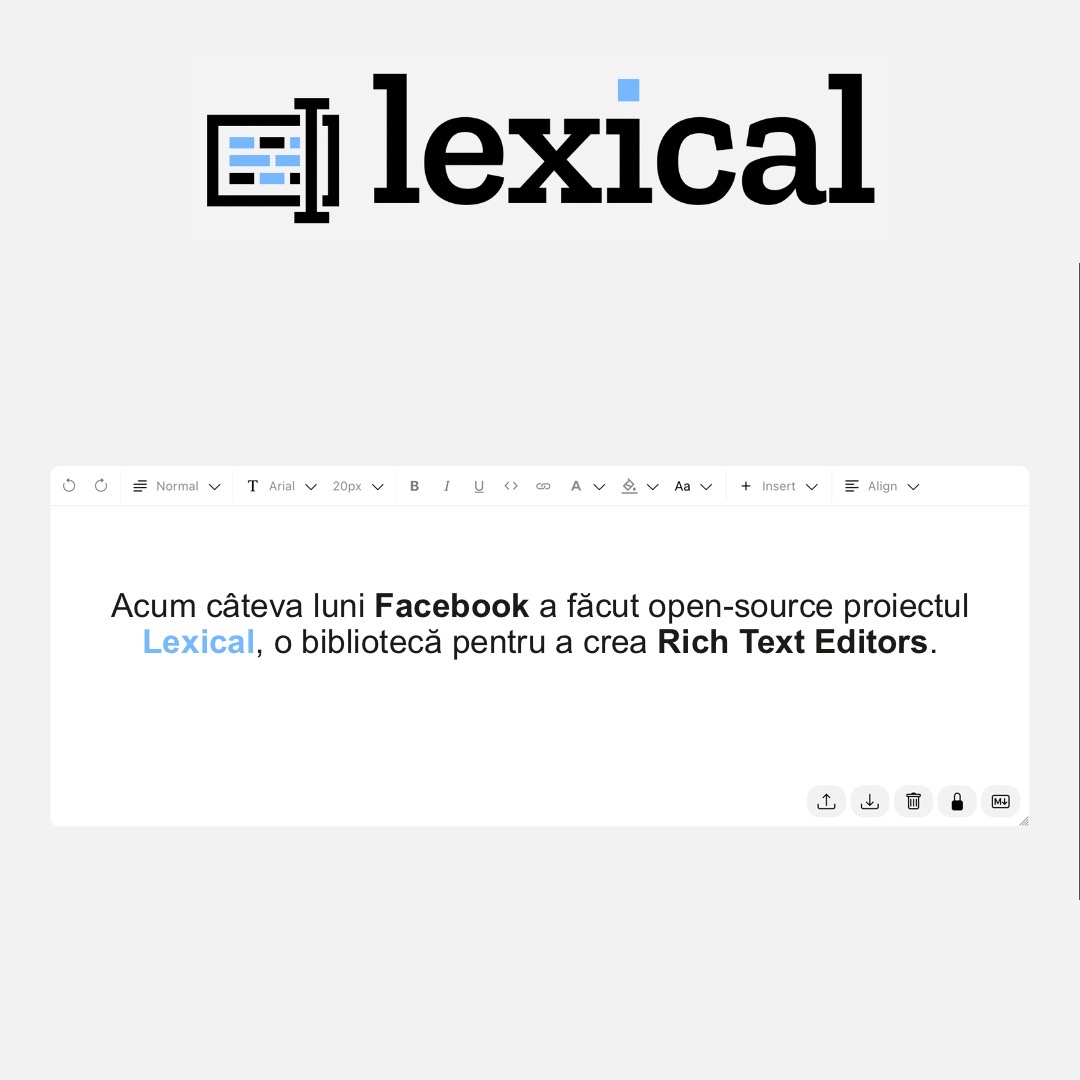 lexical
Normal Arial 20px B I U <> A Aa + Insert Align
Acum câteva luni Facebook a făcut open-source proiectul
Lexical, o bibliotecă pentru a crea Rich Text Editors.
M↓